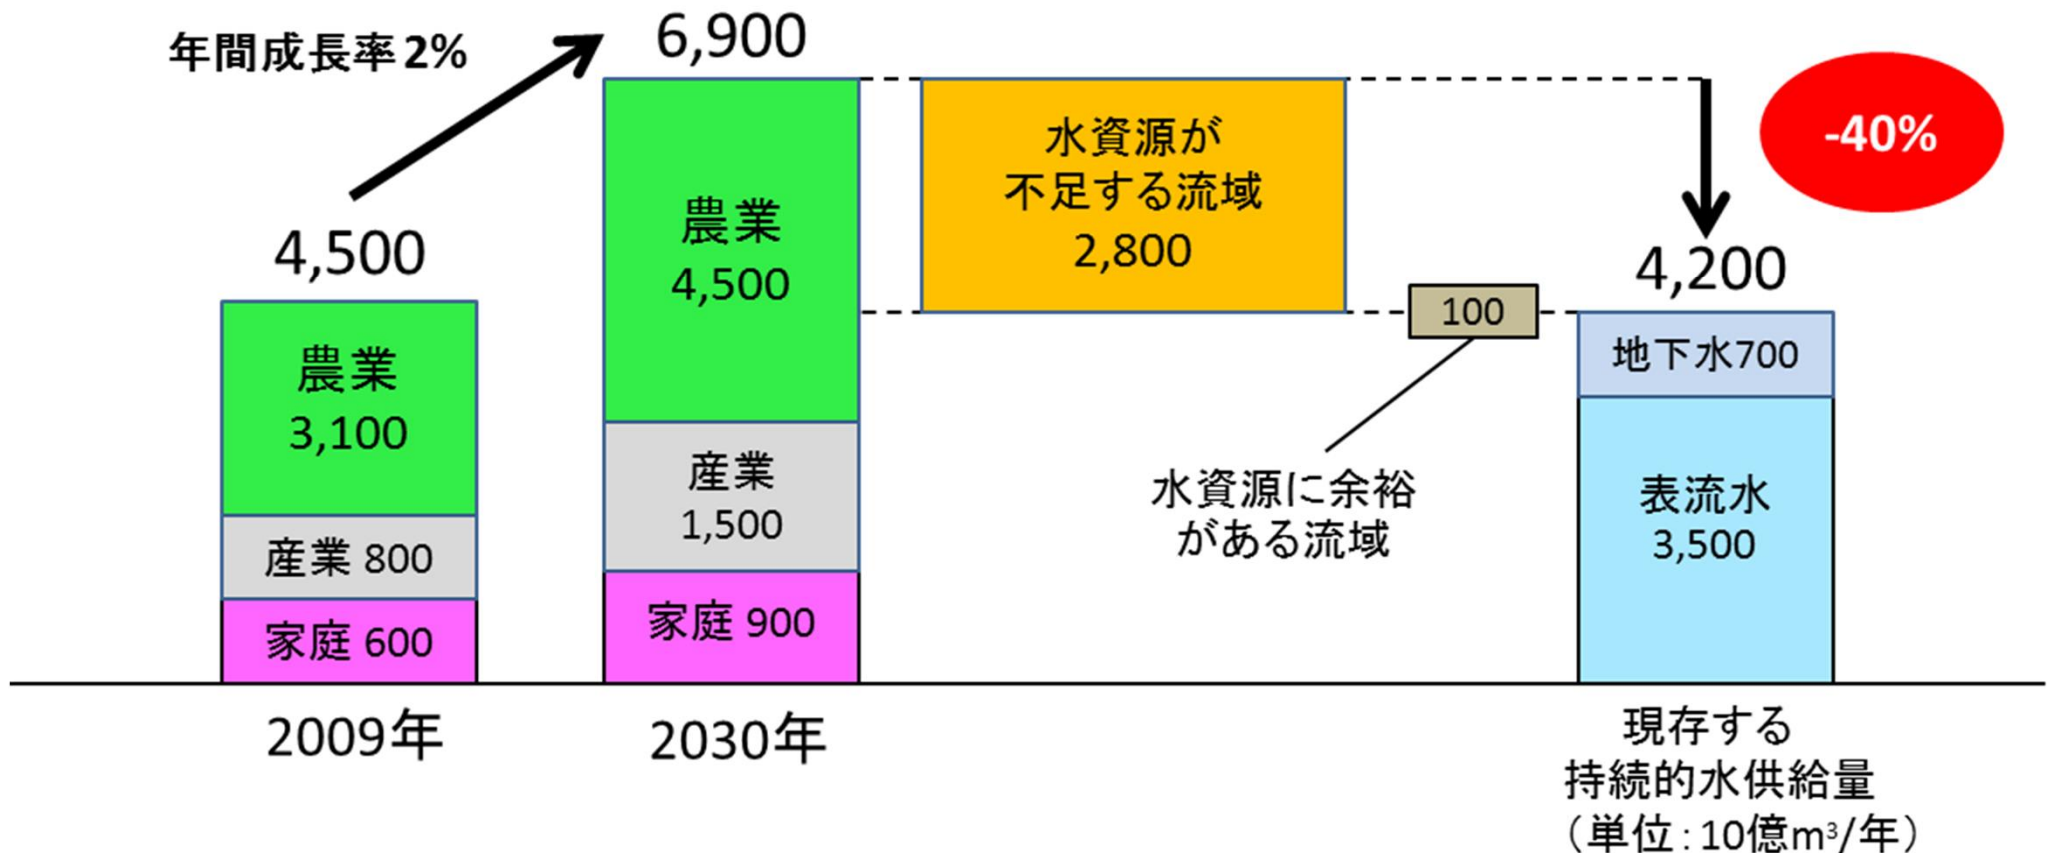 年間成長率2%
6,900
-40%
4,500
農業
4,500
水資源が
不足する流域
2,800
4,200
農業
3,100
産業 800
家庭 600
産業
1,500
家庭 900
100
水資源に余裕
がある流域
地下水700
表流水
3,500
2009年
2030年
現存する
持続的水供給量
（単位：10億m³/年）